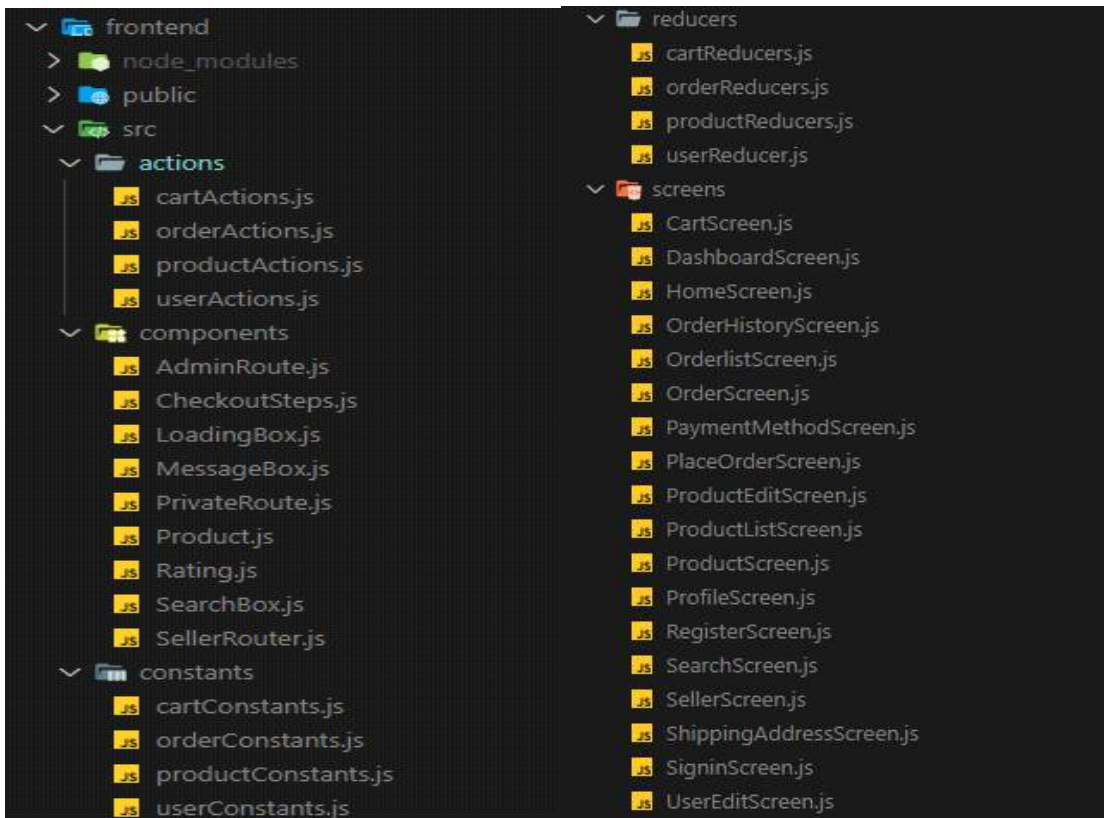 frontend
node_modules
public
src
actions
cartActions.js
orderActions.js
productActions.js
userActions.js
components
AdminRoute.js
CheckoutSteps.js
LoadingBox.js
MessageBox.js
PrivateRoute.js
Product.js
Rating.js
SearchBox.js
SellerRouter.js
constants
cartConstants.js
orderConstants.js
productConstants.js
userConstants.js
reducers
cartReducers.js
orderReducers.js
productReducers.js
userReducer.js
screens
CartScreen.js
DashboardScreen.js
HomeScreen.js
OrderHistoryScreen.js
OrderlistScreen.js
OrderScreen.js
PaymentMethodScreen.js
PlaceOrderScreen.js
ProductEditScreen.js
ProductListScreen.js
ProductScreen.js
ProfileScreen.js
RegisterScreen.js
SearchScreen.js
SellerScreen.js
ShippingAddressScreen.js
SigninScreen.js
UserEditScreen.js